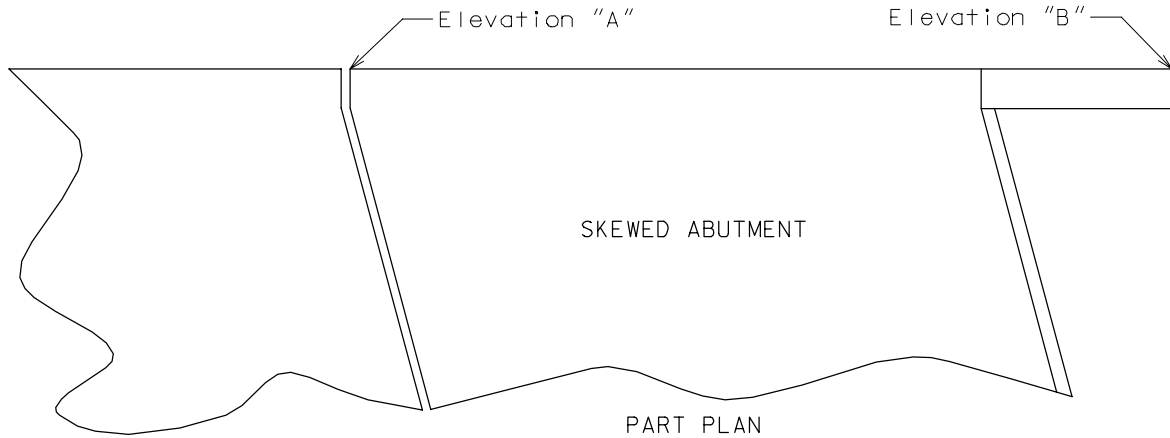 Elevation "A"
Elevation "B"
SKEWED ABUTMENT
PART PLAN